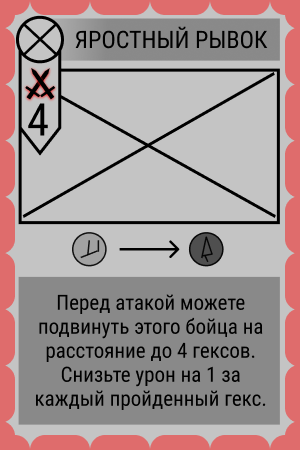 ЯРОСТНЫЙ РЫВОК
4
Перед атакой можете
подвинуть этого бойца на
расстояние до 4 гексов.
Снизьте урон на 1 за
каждый пройденный гекс.